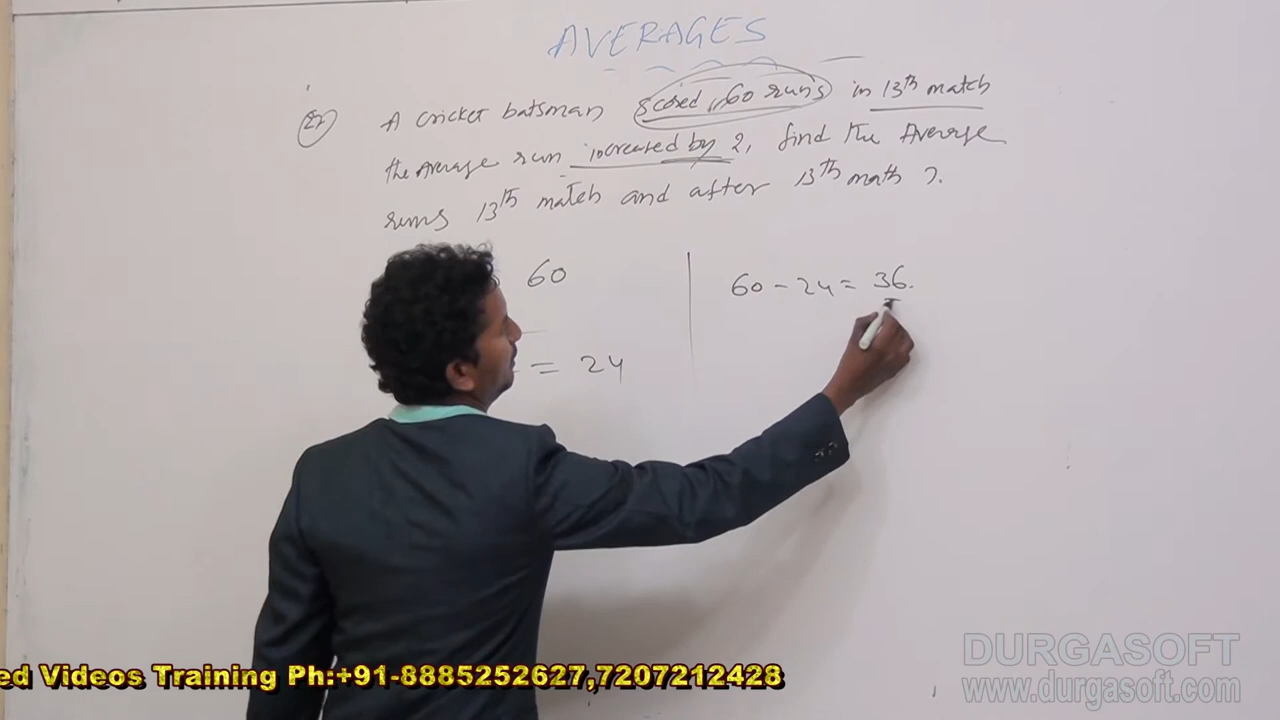 AVERAGES
Ex A cricket batsman scored 60 runs in 13th match
the Average run increased by 2, find the Average
runs 13th match and after 13th math ?
60
60 - 24 = 36.
= 24
DURGASOFT
www.durgasoft.com
ed Videos Training Ph:+91-8885252627,7207212428